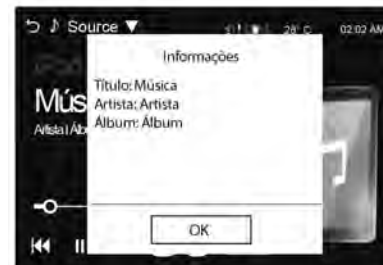 Source ▼
28° C
02:02 AM
Informações
Título: Música
Artista: Artista
Álbum: Álbum
Mús
Artista | Álb
OK